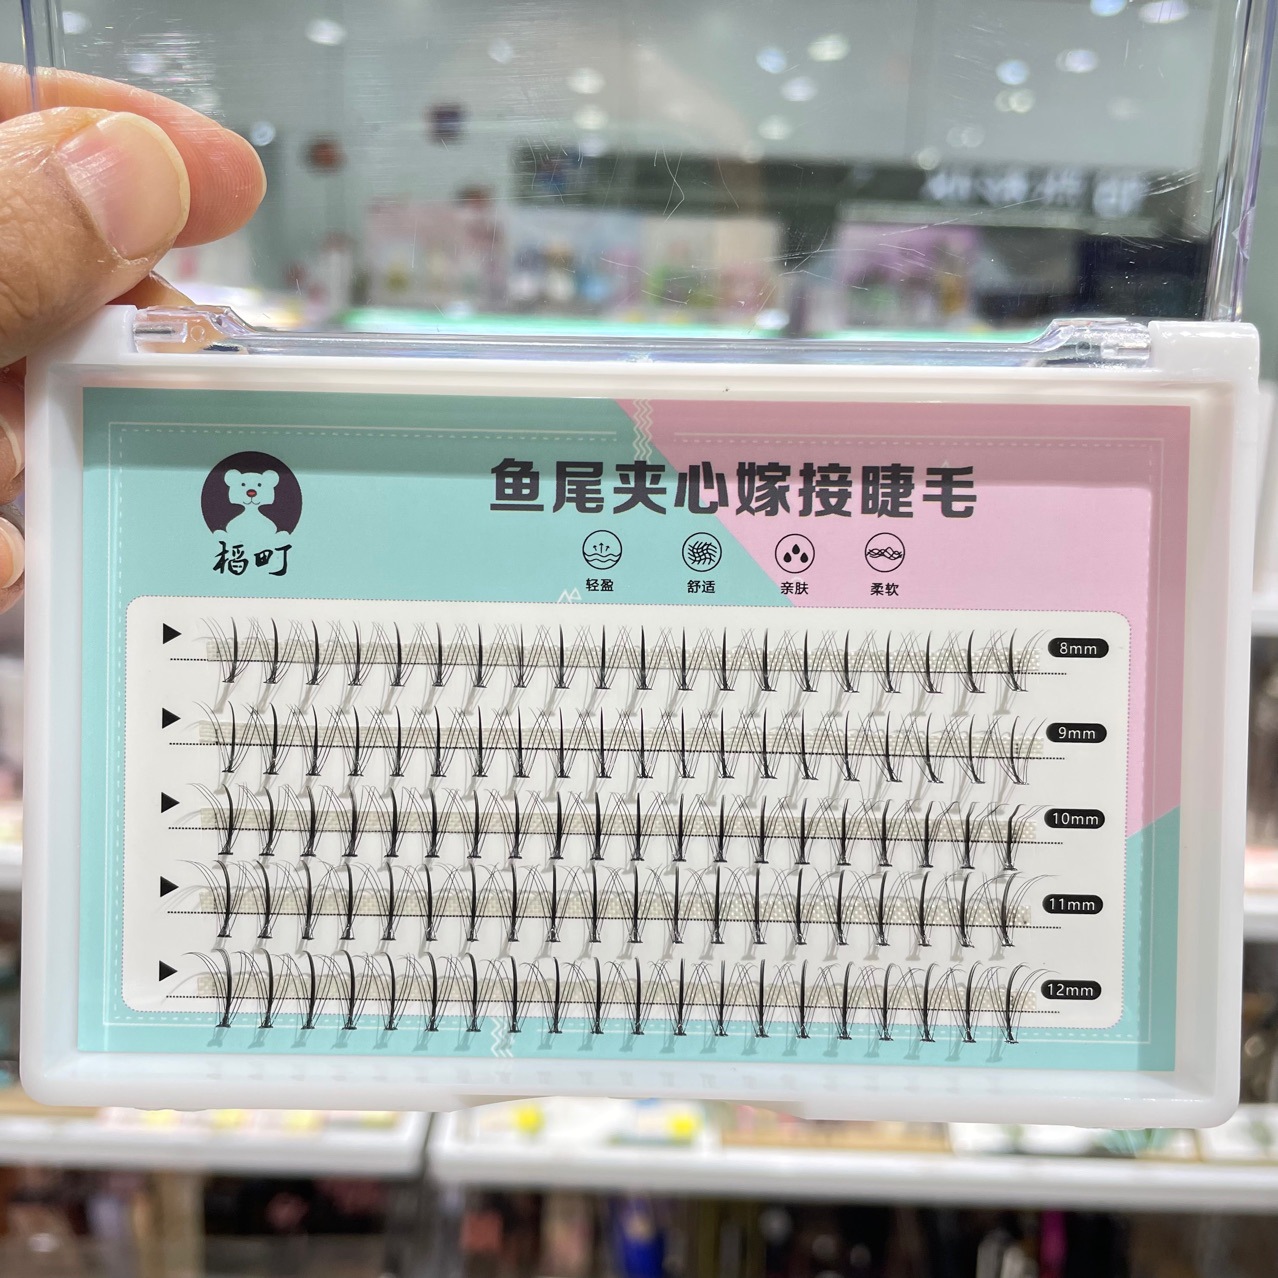 鱼尾夹心嫁接睫毛
稻町
轻盈 舒适 亲肤 柔软
8mm
9mm
10mm
11mm
12mm